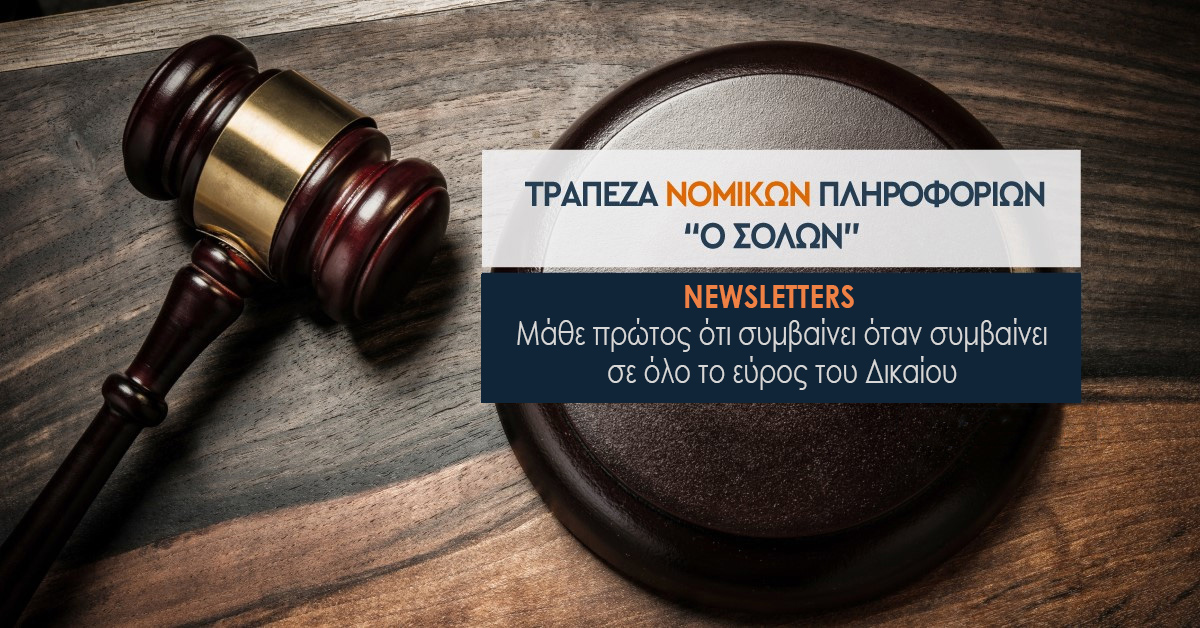 ΤΡΑΠΕΖΑ ΝΟΜΙΚΩΝ ΠΛΗΡΟΦΟΡΙΩΝ
“Ο ΣΟΛΩΝ”
NEWSLETTERS
Μάθε πρώτος ότι συμβαίνει όταν συμβαίνει
σε όλο το εύρος του Δικαίου